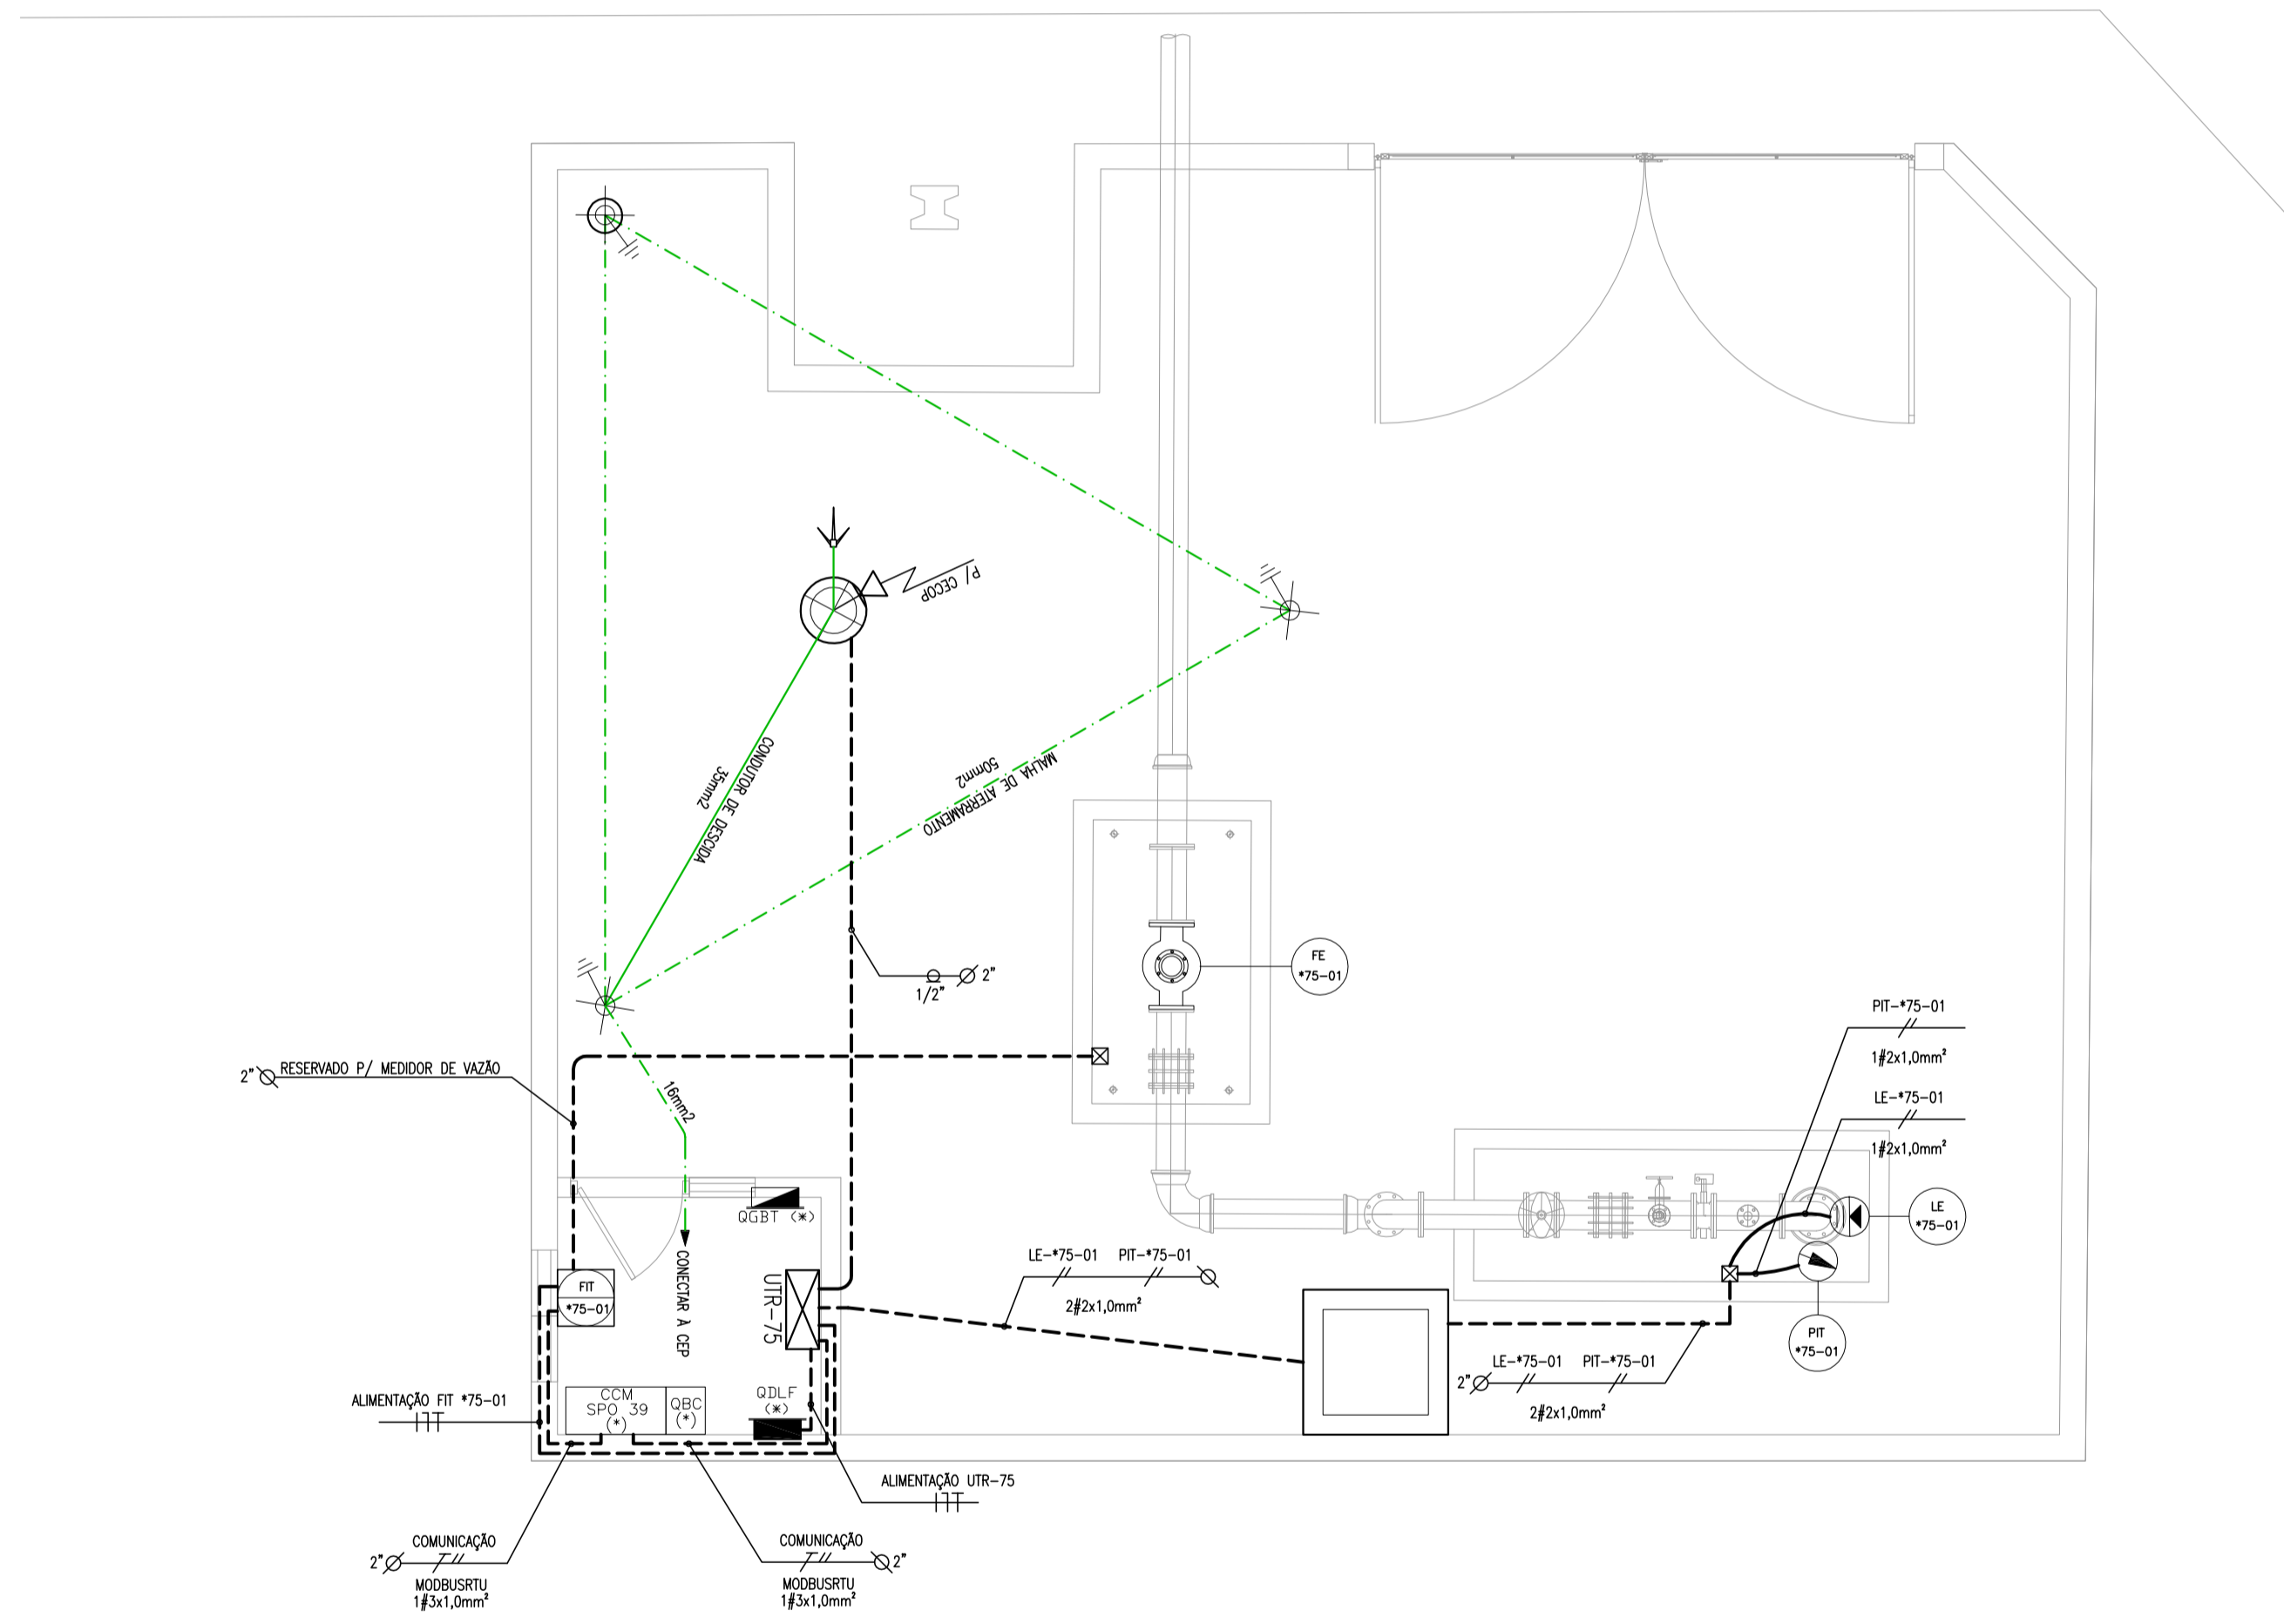 P/ CECOP
CONDUTOR DE DESCIDA
35mm2
MALHA DE ATERRAMENTO
50mm2
1/2" 2"
FE
*75-01
PIT-*75-01
1#2x1,0mm²
LE-*75-01
1#2x1,0mm²
2" RESERVADO P/ MEDIDOR DE VAZÃO
16mm2
QGBT (*)
LE
*75-01
CONECTAR À CEP
UTR-75
FIT
*75-01
LE-*75-01 PIT-*75-01
2#2x1,0mm²
PIT
*75-01
LE-*75-01 PIT-*75-01
2"
2#2x1,0mm²
ALIMENTAÇÃO FIT *75-01
CCM
SPO 39
(*)
QBC
(*)
QDLF
(*)
ALIMENTAÇÃO UTR-75
COMUNICAÇÃO
2"
MODBUSRTU
1#3x1,0mm²
COMUNICAÇÃO
2"
MODBUSRTU
1#3x1,0mm²